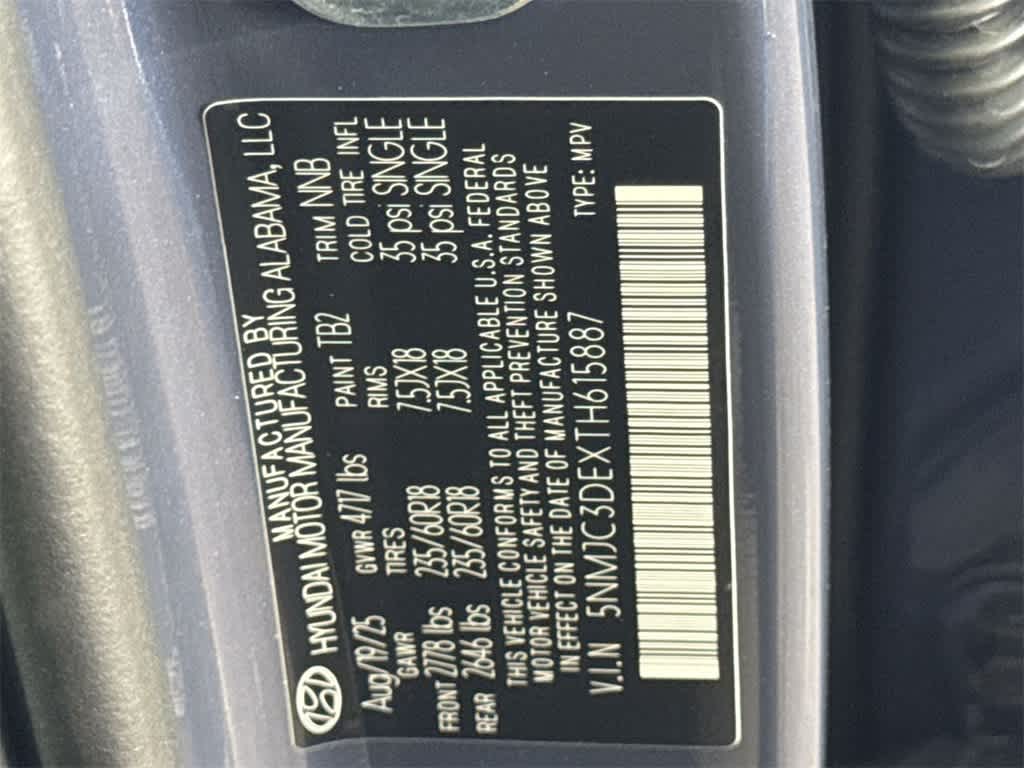 MANUFACTURED BY
HYUNDAI MOTOR MANUFACTURING ALABAMA, LLC
Aug/19/25 GVWR 4717 lbs PAINT TB2 TRIM NNB
GAWR TIRES RIMS COLD TIRE INFL
FRONT 2778 lbs 235/60R18 7.5JX18 35 psi SINGLE
REAR 2646 lbs 235/60R18 7.5JX18 35 psi SINGLE
THIS VEHICLE CONFORMS TO ALL APPLICABLE U.S.A. FEDERAL
MOTOR VEHICLE SAFETY AND THEFT PREVENTION STANDARDS
IN EFFECT ON THE DATE OF MANUFACTURE SHOWN ABOVE
V.I.N 5NMJC3DEXTH615887 TYPE: MPV